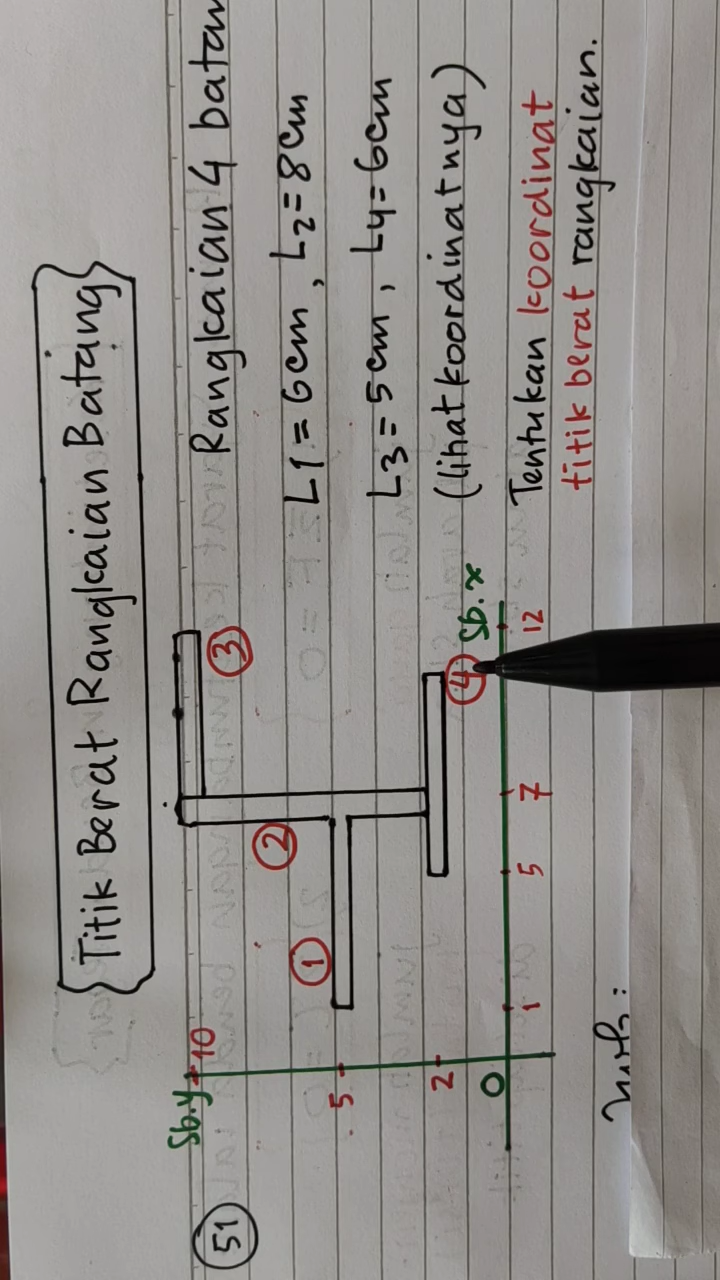 {Titik Berat Rangkaian Batang}
51
Sb.y
10
5
2
O
1
5
7
12
Sb.x
1
2
3
4
Rangkaian 4 batan
L1=6cm, L2=8cm
L3=5cm, L4=6cm
(lihat koordinatnya)
Tentukan koordinat
titik berat rangkaian.